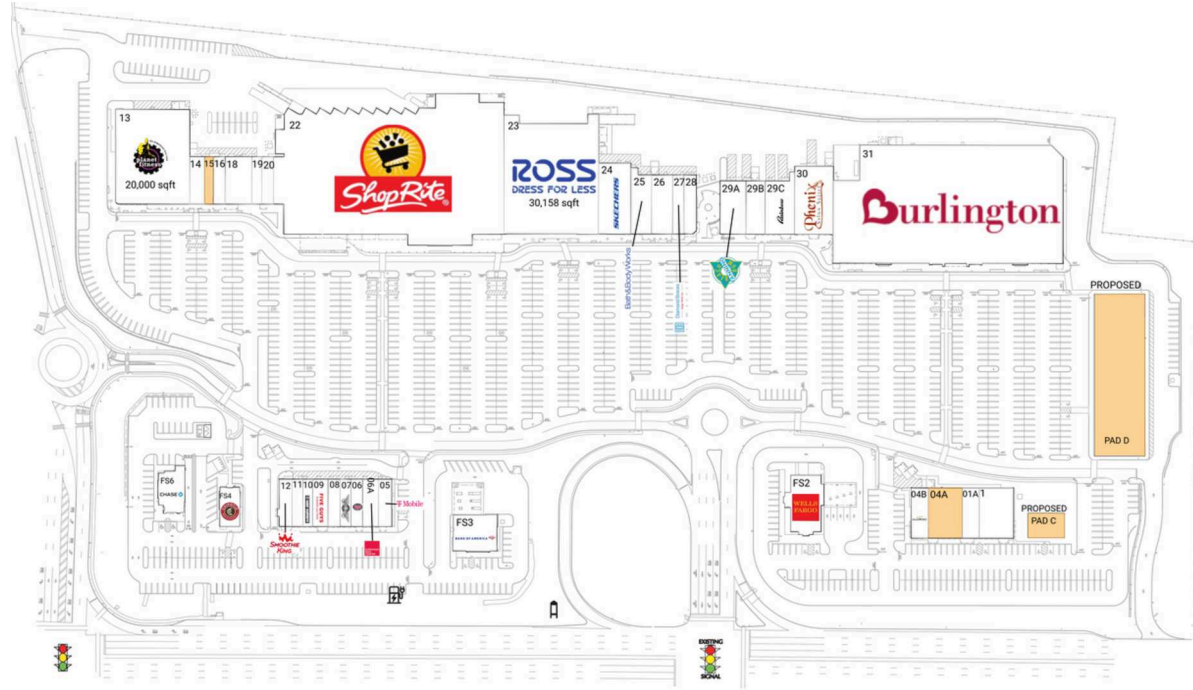 13
planet
fitness
20,000 sqft
14
15
16
18
19
20
22
ShopRite
23
ROSS
DRESS FOR LESS
30,158 sqft
24
SKECHERS
25
26
27
28
Bath&BodyWorks
29A
29B
29C
Rainbow
30
Phenix
31
Burlington
PROPOSED
PAD D
FS6
CHASE
FS4
12
11
10
09
FIVE GUYS
08
07
06
06A
05
T Mobile
SMOOTHIE
KING
FS3
BANK OF AMERICA
FS2
WELLS
FARGO
04B
04A
01A
1
PROPOSED
PAD C
EXISTING
SIGNAL